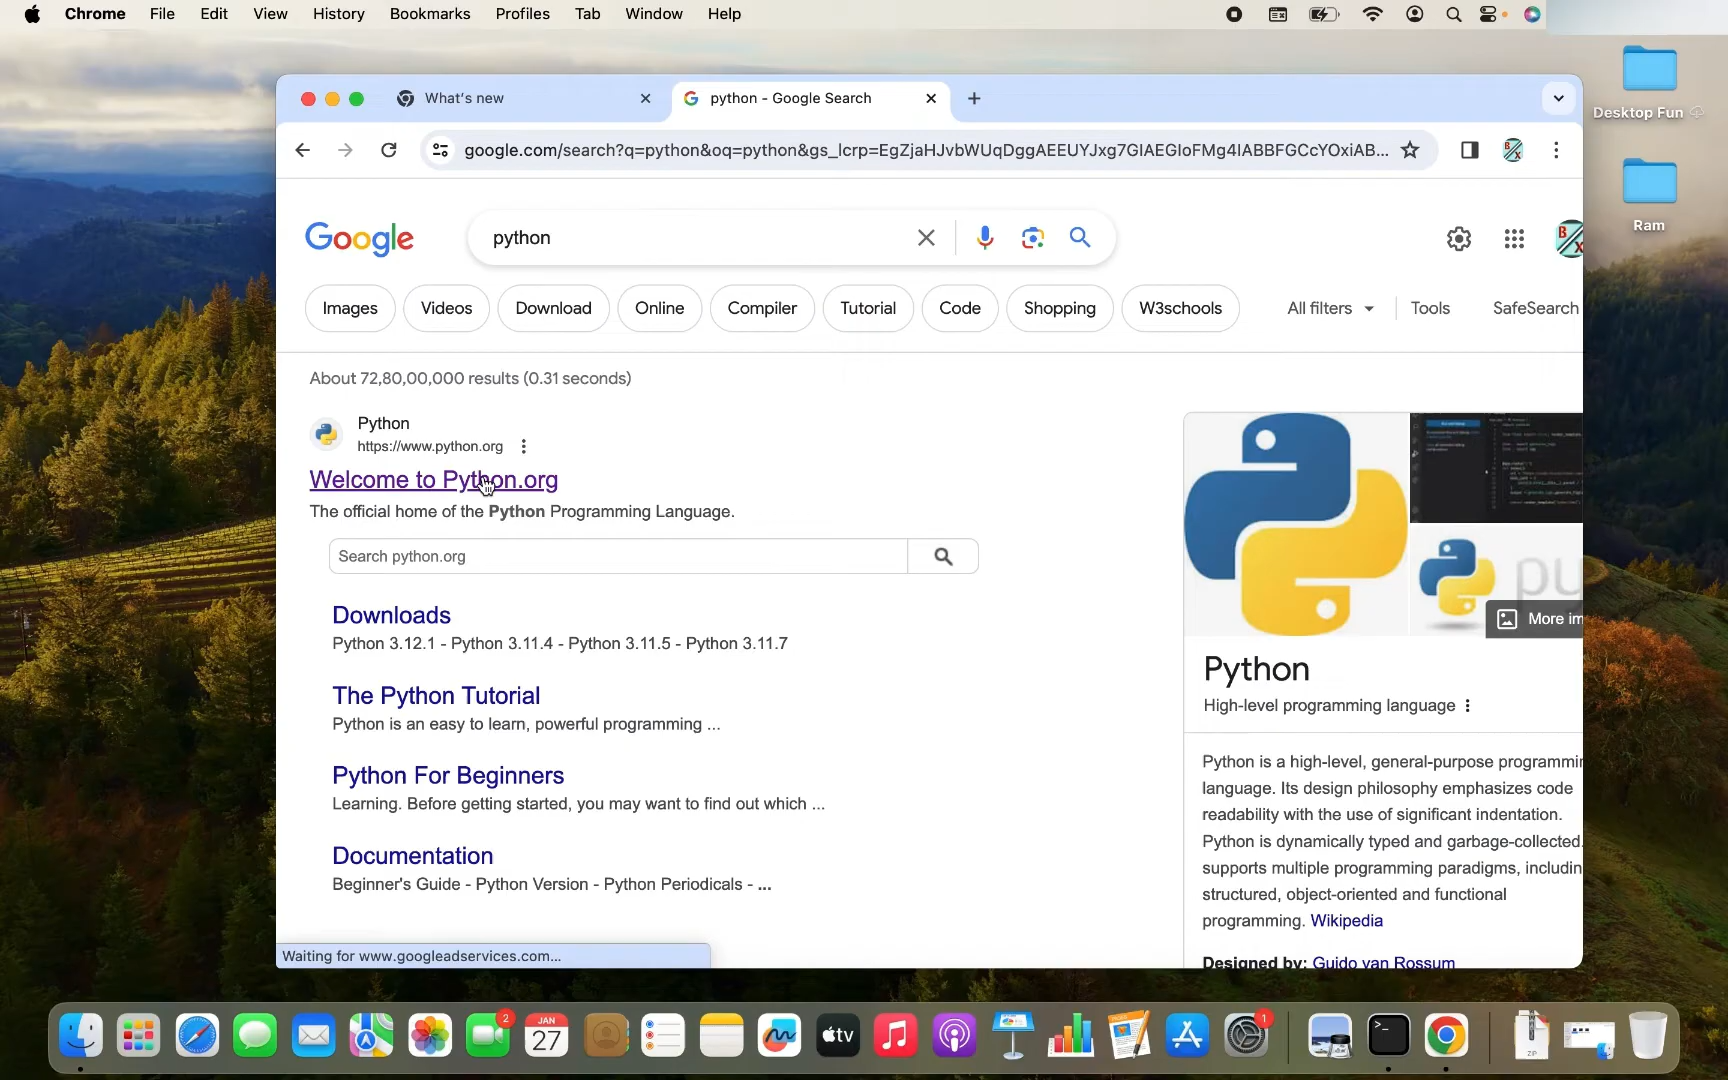 Chrome File Edit View History Bookmarks Profiles Tab Window Help
Desktop Fun
Ram
What's new
python - Google Search
google.com/search?q=python&oq=python&gs_lcrp=EgZjaHJvbWUqDggAEEUYJxg7GIAEGIoFMg4IABBFGCcYOxiAB...
Google
python
Images Videos Download Online Compiler Tutorial Code Shopping W3schools All filters Tools SafeSearch
About 72,80,00,000 results (0.31 seconds)
Python
https://www.python.org
Welcome to Python.org
The official home of the Python Programming Language.
Search python.org
Downloads
Python 3.12.1 - Python 3.11.4 - Python 3.11.5 - Python 3.11.7
The Python Tutorial
Python is an easy to learn, powerful programming ...
Python For Beginners
Learning. Before getting started, you may want to find out which ...
Documentation
Beginner's Guide - Python Version - Python Periodicals - ...
More im
Python
High-level programming language
Python is a high-level, general-purpose programmin
language. Its design philosophy emphasizes code
readability with the use of significant indentation.
Python is dynamically typed and garbage-collected.
supports multiple programming paradigms, includin
structured, object-oriented and functional
programming. Wikipedia
Designed by: Guido van Rossum
Waiting for www.googleadservices.com...
2
JAN
27
tv
1
ZIP